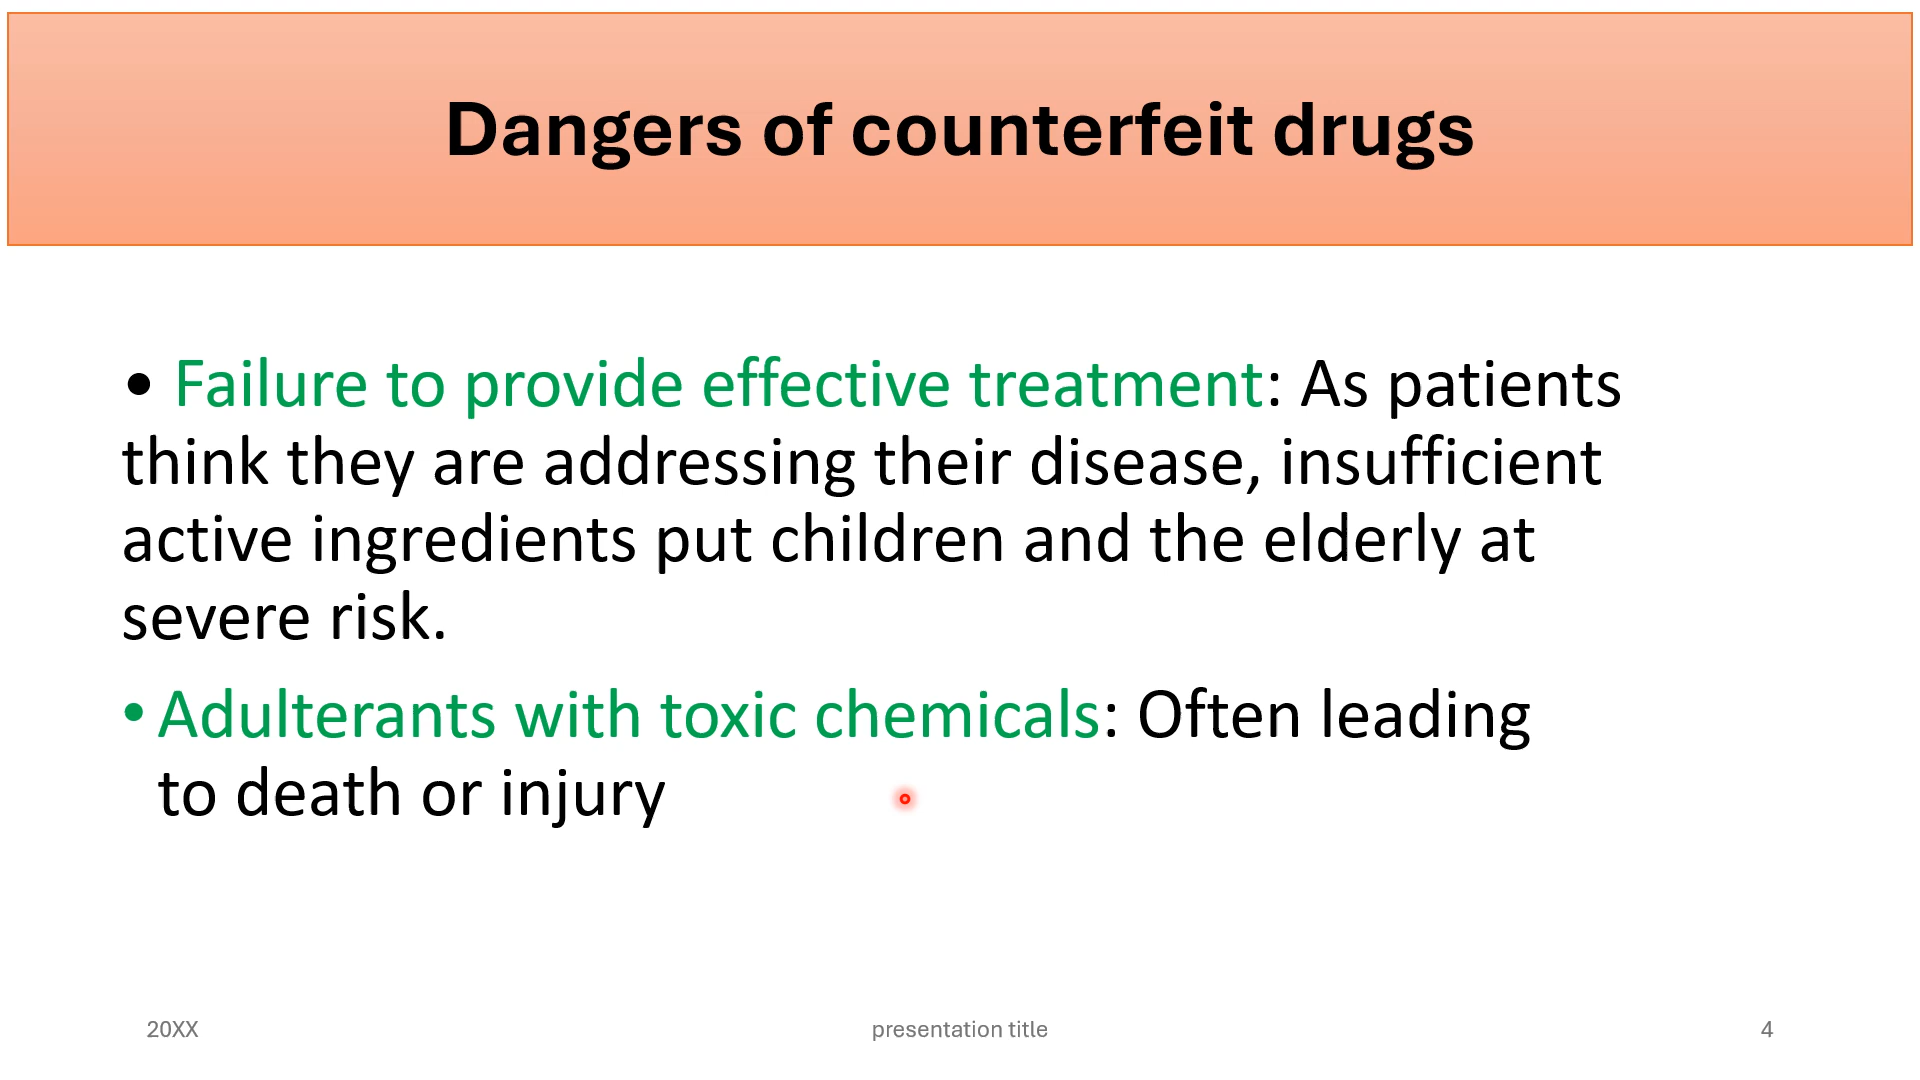 Dangers of counterfeit drugs
• Failure to provide effective treatment: As patients
think they are addressing their disease, insufficient
active ingredients put children and the elderly at
severe risk.
• Adulterants with toxic chemicals: Often leading
to death or injury
20XX
presentation title
4